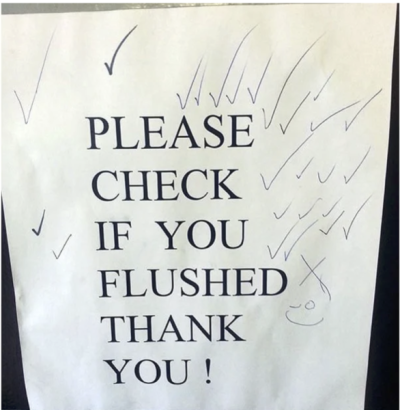 PLEASE
CHECK
IF YOU
FLUSHED
THANK
YOU !